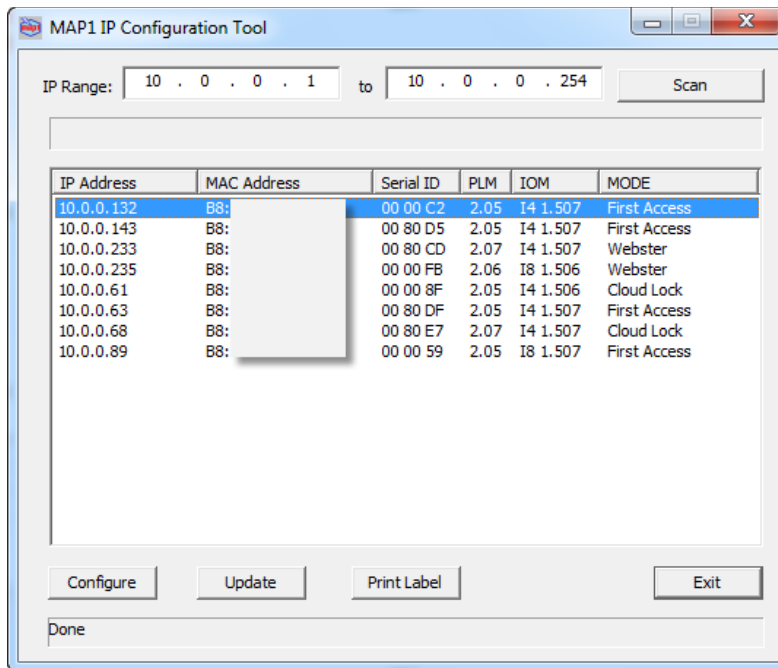 MAP1 IP Configuration Tool
IP Range: 10 . 0 . 0 . 1 to 10 . 0 . 0 . 254 Scan
IP Address MAC Address Serial ID PLM IOM MODE
10.0.0.132 B8: 00 00 C2 2.05 I4 1.507 First Access
10.0.0.143 B8: 00 80 D5 2.05 I4 1.507 First Access
10.0.0.233 B8: 00 80 CD 2.07 I4 1.507 Webster
10.0.0.235 B8: 00 00 FB 2.06 I8 1.506 Webster
10.0.0.61 B8: 00 00 8F 2.05 I4 1.506 Cloud Lock
10.0.0.63 B8: 00 80 DF 2.05 I4 1.507 First Access
10.0.0.68 B8: 00 80 E7 2.07 I4 1.507 Cloud Lock
10.0.0.89 B8: 00 00 59 2.05 I8 1.507 First Access
Configure Update Print Label Exit
Done